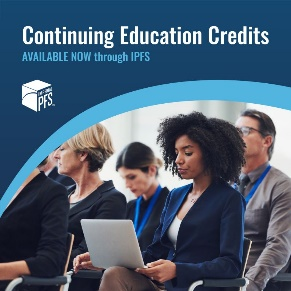 Continuing Education Credits
AVAILABLE NOW through IPFS
IPFS